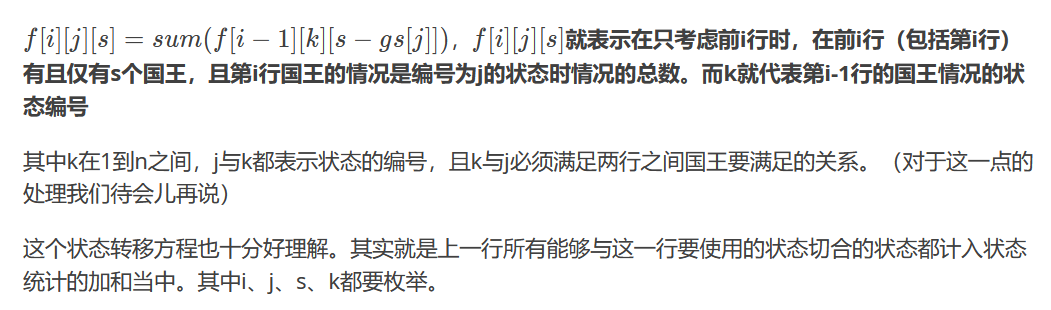 f[i][j][s] = sum(f[i − 1][k][s − gs[j]])，f[i][j][s]就表示在只考虑前i行时，在前i行（包括第i行）
有且仅有s个国王，且第i行国王的情况是编号为j的状态时情况的总数。而k就代表第i-1行的国王情况的状
态编号
其中k在1到n之间，j与k都表示状态的编号，且k与j必须满足两行之间国王要满足的关系。（对于这一点的
处理我们待会儿再说）
这个状态转移方程也十分好理解。其实就是上一行所有能够与这一行要使用的状态切合的状态都计入状态
统计的加和当中。其中i、j、s、k都要枚举。